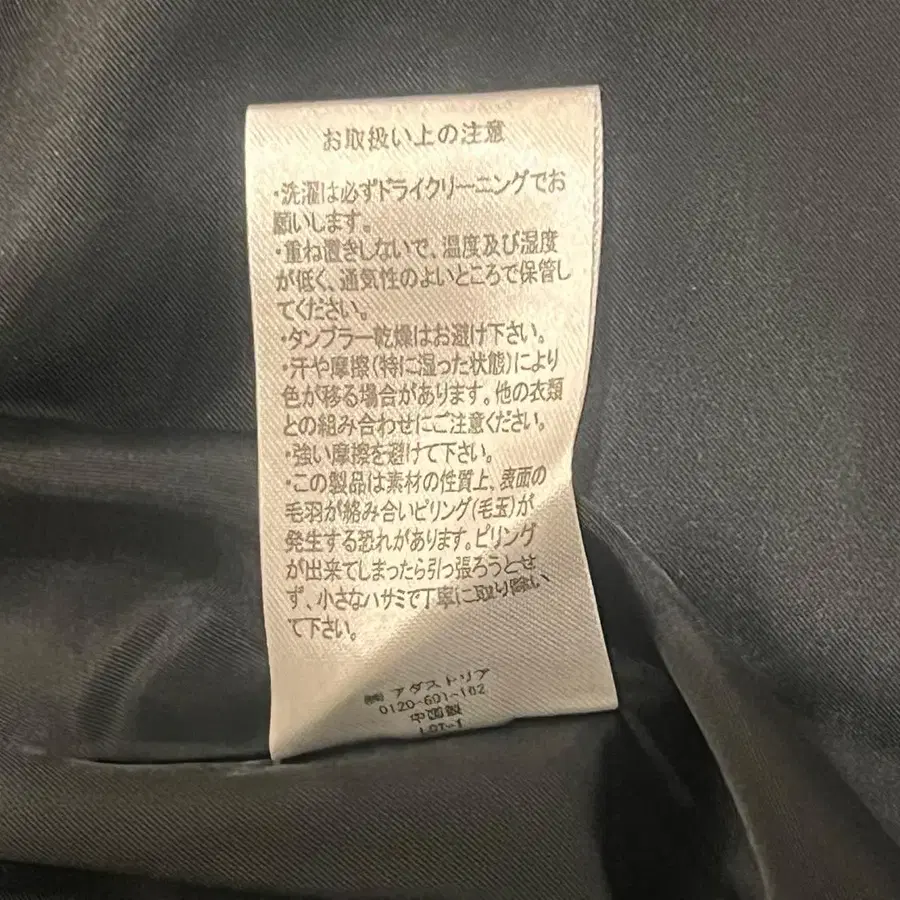 お取扱い上の注意
・洗濯は必ずドライクリーニングでお
願いします。
・重ね置きしないで、温度及び湿度
が低く、通気性のよいところで保管し
てください。
・タンブラー乾燥はお避け下さい。
・汗や摩擦(特に湿った状態)により
色が移る場合があります。他の衣類
との組み合わせにご注意ください。
・強い摩擦を避けて下さい。
・この製品は素材の性質上、表面の
毛羽が絡み合いピリング(毛玉)が
発生する恐れがあります。ピリング
が出来てしまったら引っ張ろうとせ
ず、小さなハサミで丁寧に取り除い
て下さい。
アダストリア
0120-601-162
中国製
LOT-1